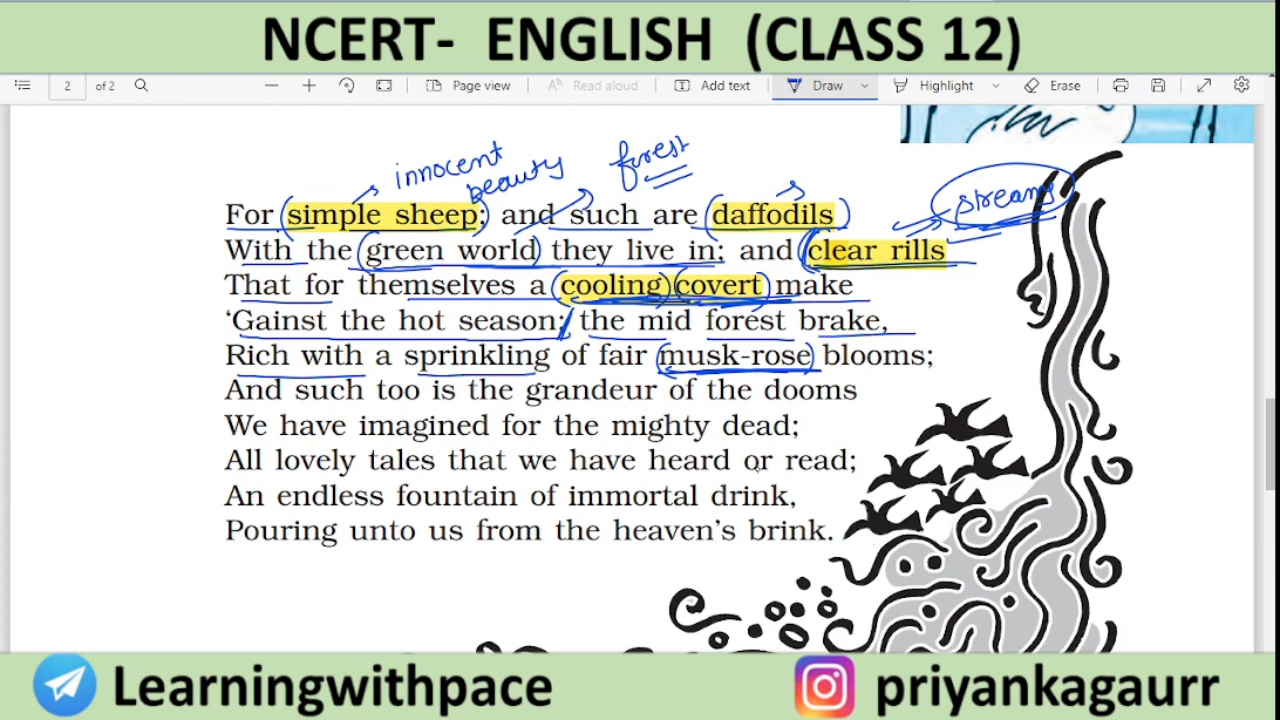 NCERT- ENGLISH (CLASS 12)
2 of 2 Page view Read aloud Add text Draw Highlight Erase
innocent beauty forest
streams
For (simple sheep; and such are (daffodils)
With the (green world) they live in; and (clear rills
That for themselves a (cooling)(covert) make
‘Gainst the hot season; the mid forest brake,
Rich with a sprinkling of fair (musk-rose) blooms;
And such too is the grandeur of the dooms
We have imagined for the mighty dead;
All lovely tales that we have heard or read;
An endless fountain of immortal drink,
Pouring unto us from the heaven’s brink.
Learningwithpace priyankagaurr